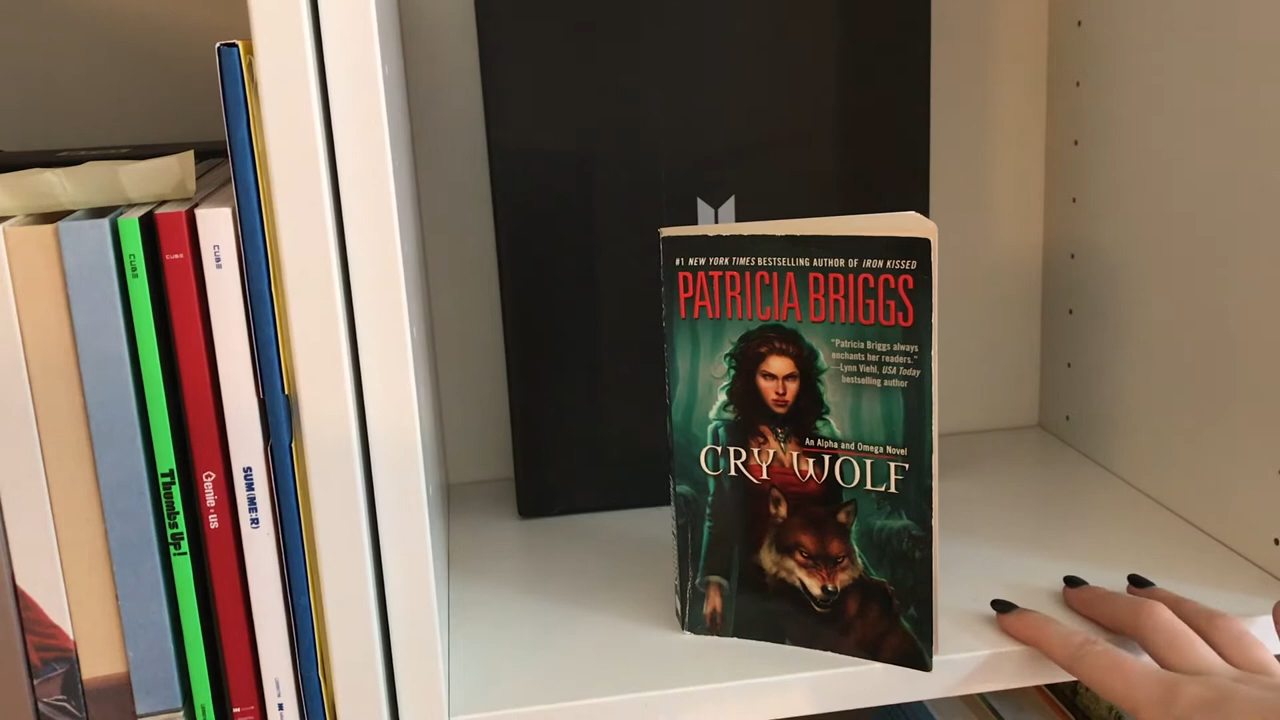 CUBE
Thumbs Up!
CUBE
Genie:us
CUBE
SUM(ME:R)
#1 NEW YORK TIMES BESTSELLING AUTHOR OF IRON KISSED
PATRICIA BRIGGS
"Patricia Briggs always
enchants her readers."
—Lynn Viehl, USA Today
bestselling author
An Alpha and Omega Novel
CRY WOLF